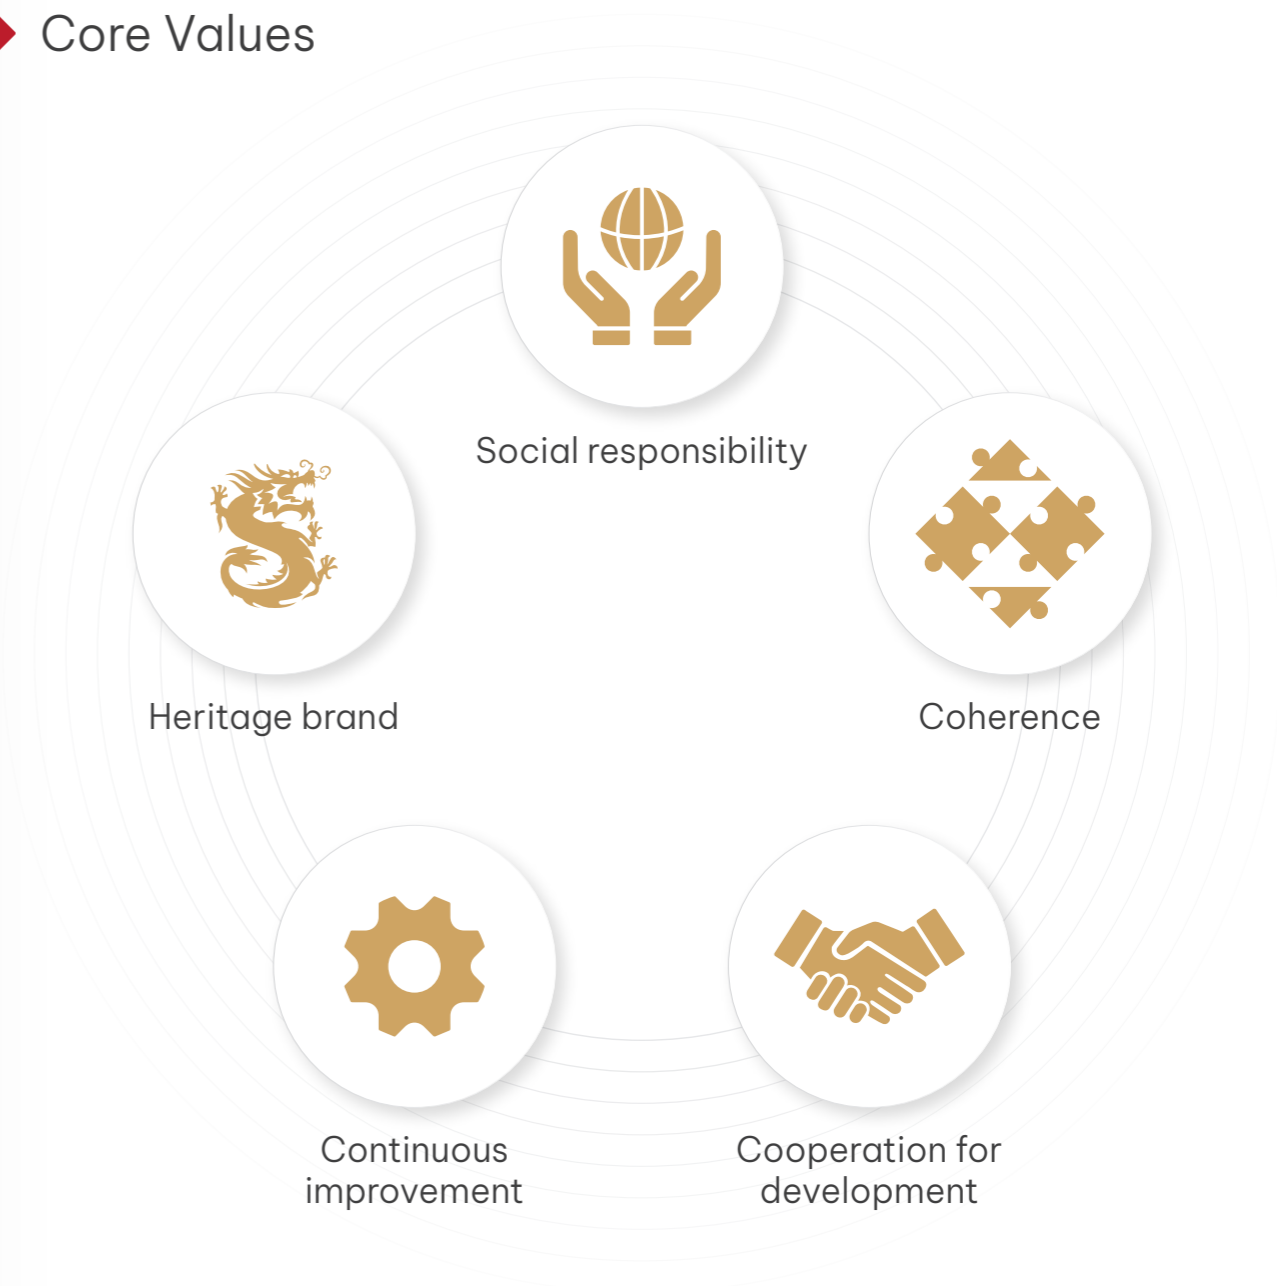 Core Values
Social responsibility
Heritage brand
Coherence
Continuous
improvement
Cooperation for
development